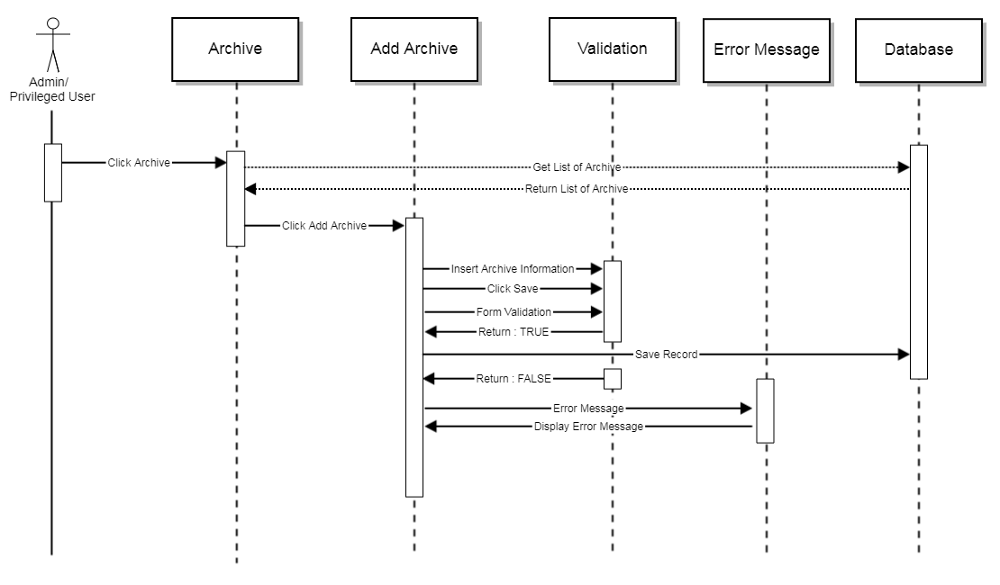 Admin/
Privileged User
Archive
Add Archive
Validation
Error Message
Database
Click Archive
Get List of Archive
Return List of Archive
Click Add Archive
Insert Archive Information
Click Save
Form Validation
Return : TRUE
Save Record
Return : FALSE
Error Message
Display Error Message